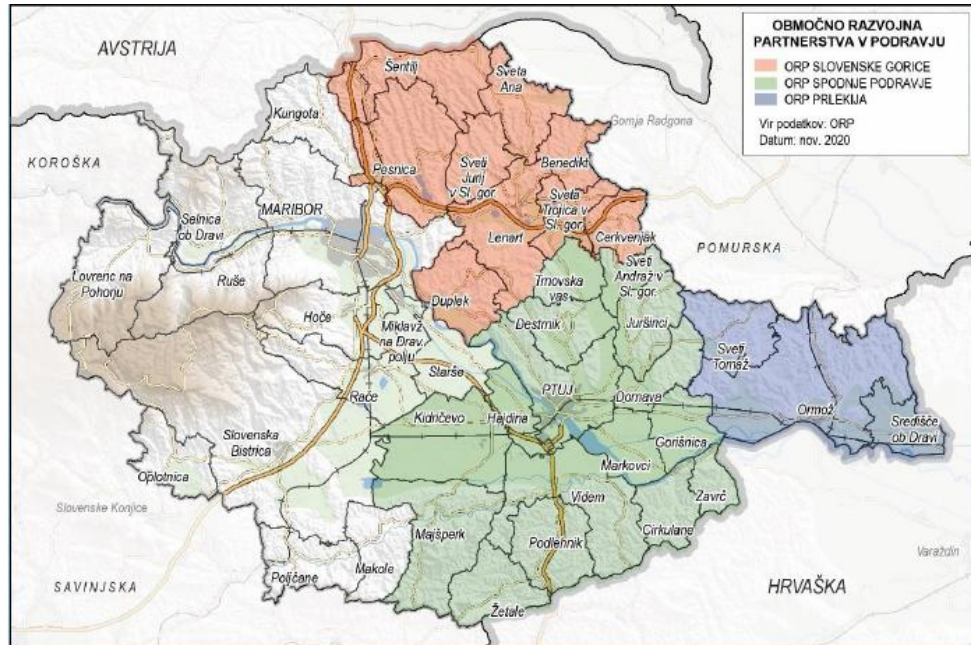 OBMOČNO RAZVOJNA
PARTNERSTVA V PODRAVJU
ORP SLOVENSKE GORICE
ORP SPODNJE PODRAVJE
ORP PRLEKIJA
Vir podatkov: ORP
Datum: nov. 2020
AVSTRIJA
Šentilj
Sveta
Ana
Kungota
Gornja Radgona
KOROŠKA
Pesnica
Sveti
Jurij
v Sl. gor.
Benedikt
Sveta
Trojica v
Sl. gor.
MARIBOR
Selnica
ob Dravi
Lenart
Cerkvenjak
POMURSKA
Lovrenc na
Pohorju
Ruše
Trnovska
vas
Sveti
Andraž v
Sl. gor.
Duplek
Hoče
Miklavž
na Drav.
polju
Destrnik
Juršinci
Sveti
Tomaž
Starše
PTUJ
Rače
Kidričevo
Hajdina
Dornava
Ormož
Središče
ob Dravi
Slovenska
Bistrica
Gorišnica
Oplotnica
Markovci
Slovenske Konjice
Videm
Zavrč
Majšperk
Podlehnik
Cirkulane
Varaždin
SAVINJSKA
Poljčane
Makole
HRVAŠKA
Žetale